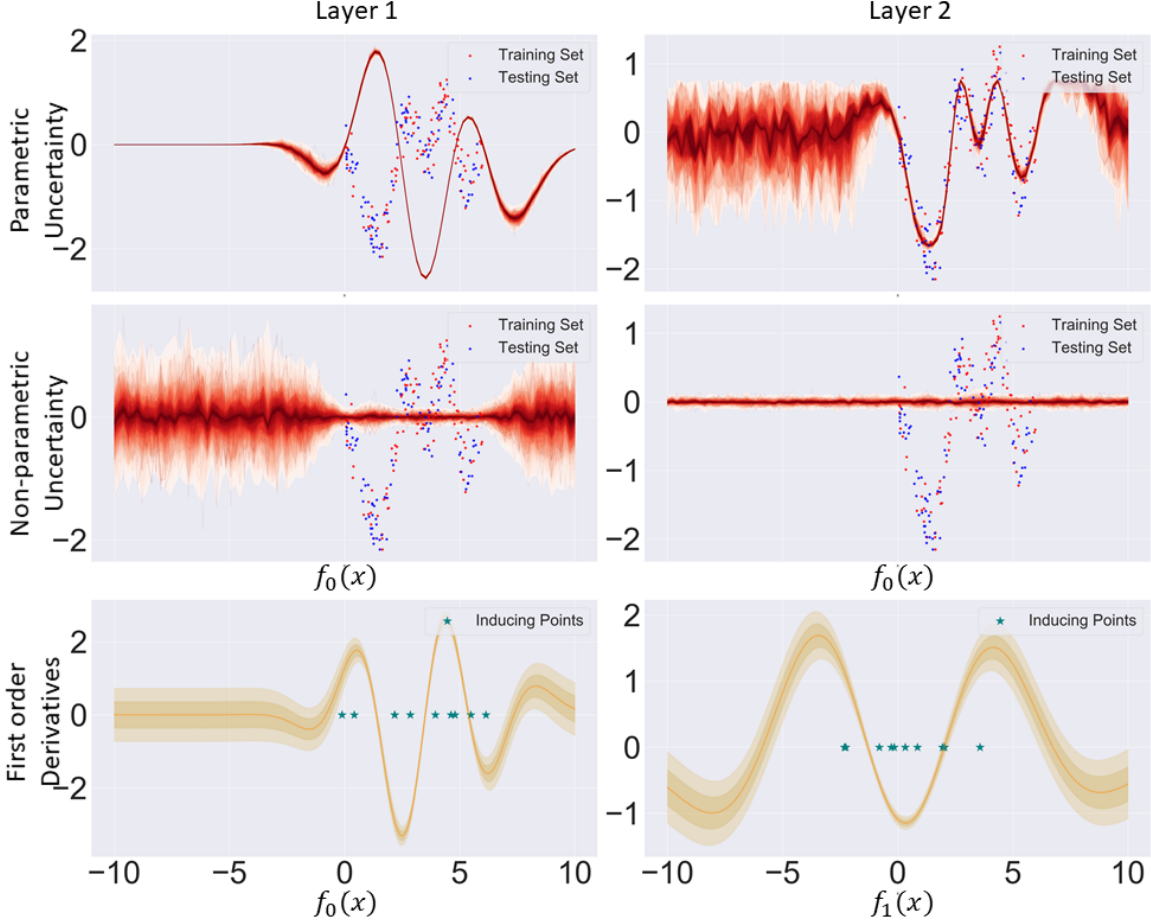 Layer 1
Layer 2
Parametric
Uncertainty
2
0
−2
Training Set
Testing Set
1
0
−1
−2
Training Set
Testing Set
Non-parametric
Uncertainty
0
−2
Training Set
Testing Set
f₀(x)
1
0
−1
−2
Training Set
Testing Set
f₀(x)
First order
Derivatives
2
0
−2
Inducing Points
−10 −5 0 5 10
f₀(x)
2
1
0
−1
Inducing Points
−10 −5 0 5 10
f₁(x)